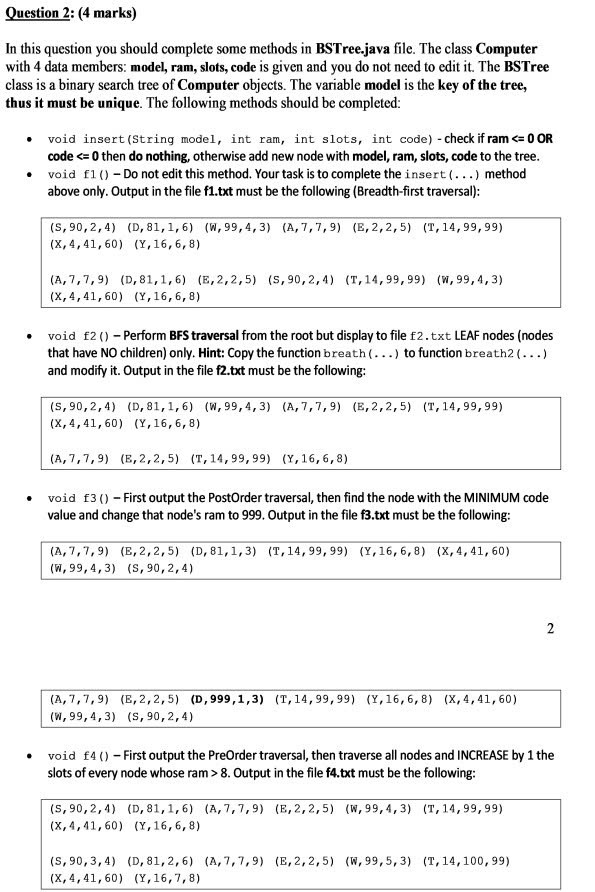 Question 2: (4 marks)
In this question you should complete some methods in BSTree.java file. The class Computer
with 4 data members: model, ram, slots, code is given and you do not need to edit it. The BSTree
class is a binary search tree of Computer objects. The variable model is the key of the tree,
thus it must be unique. The following methods should be completed:
• void insert(String model, int ram, int slots, int code) - check if ram <= 0 OR
code <= 0 then do nothing, otherwise add new node with model, ram, slots, code to the tree.
• void f1() – Do not edit this method. Your task is to complete the insert(...) method
above only. Output in the file f1.txt must be the following (Breadth-first traversal):
(S,90,2,4) (D,81,1,6) (W,99,4,3) (A,7,7,9) (E,2,2,5) (T,14,99,99)
(X,4,41,60) (Y,16,6,8)
(A,7,7,9) (D,81,1,6) (E,2,2,5) (S,90,2,4) (T,14,99,99) (W,99,4,3)
(X,4,41,60) (Y,16,6,8)
• void f2() – Perform BFS traversal from the root but display to file f2.txt LEAF nodes (nodes
that have NO children) only. Hint: Copy the function breath(...) to function breath2(...)
and modify it. Output in the file f2.txt must be the following:
(S,90,2,4) (D,81,1,6) (W,99,4,3) (A,7,7,9) (E,2,2,5) (T,14,99,99)
(X,4,41,60) (Y,16,6,8)
(A,7,7,9) (E,2,2,5) (T,14,99,99) (Y,16,6,8)
• void f3() – First output the PostOrder traversal, then find the node with the MINIMUM code
value and change that node's ram to 999. Output in the file f3.txt must be the following:
(A,7,7,9) (E,2,2,5) (D,81,1,3) (T,14,99,99) (Y,16,6,8) (X,4,41,60)
(W,99,4,3) (S,90,2,4)
2
(A,7,7,9) (E,2,2,5) (D,999,1,3) (T,14,99,99) (Y,16,6,8) (X,4,41,60)
(W,99,4,3) (S,90,2,4)
• void f4() – First output the PreOrder traversal, then traverse all nodes and INCREASE by 1 the
slots of every node whose ram > 8. Output in the file f4.txt must be the following:
(S,90,2,4) (D,81,1,6) (A,7,7,9) (E,2,2,5) (W,99,4,3) (T,14,99,99)
(X,4,41,60) (Y,16,6,8)
(S,90,3,4) (D,81,2,6) (A,7,7,9) (E,2,2,5) (W,99,5,3) (T,14,100,99)
(X,4,41,60) (Y,16,7,8)